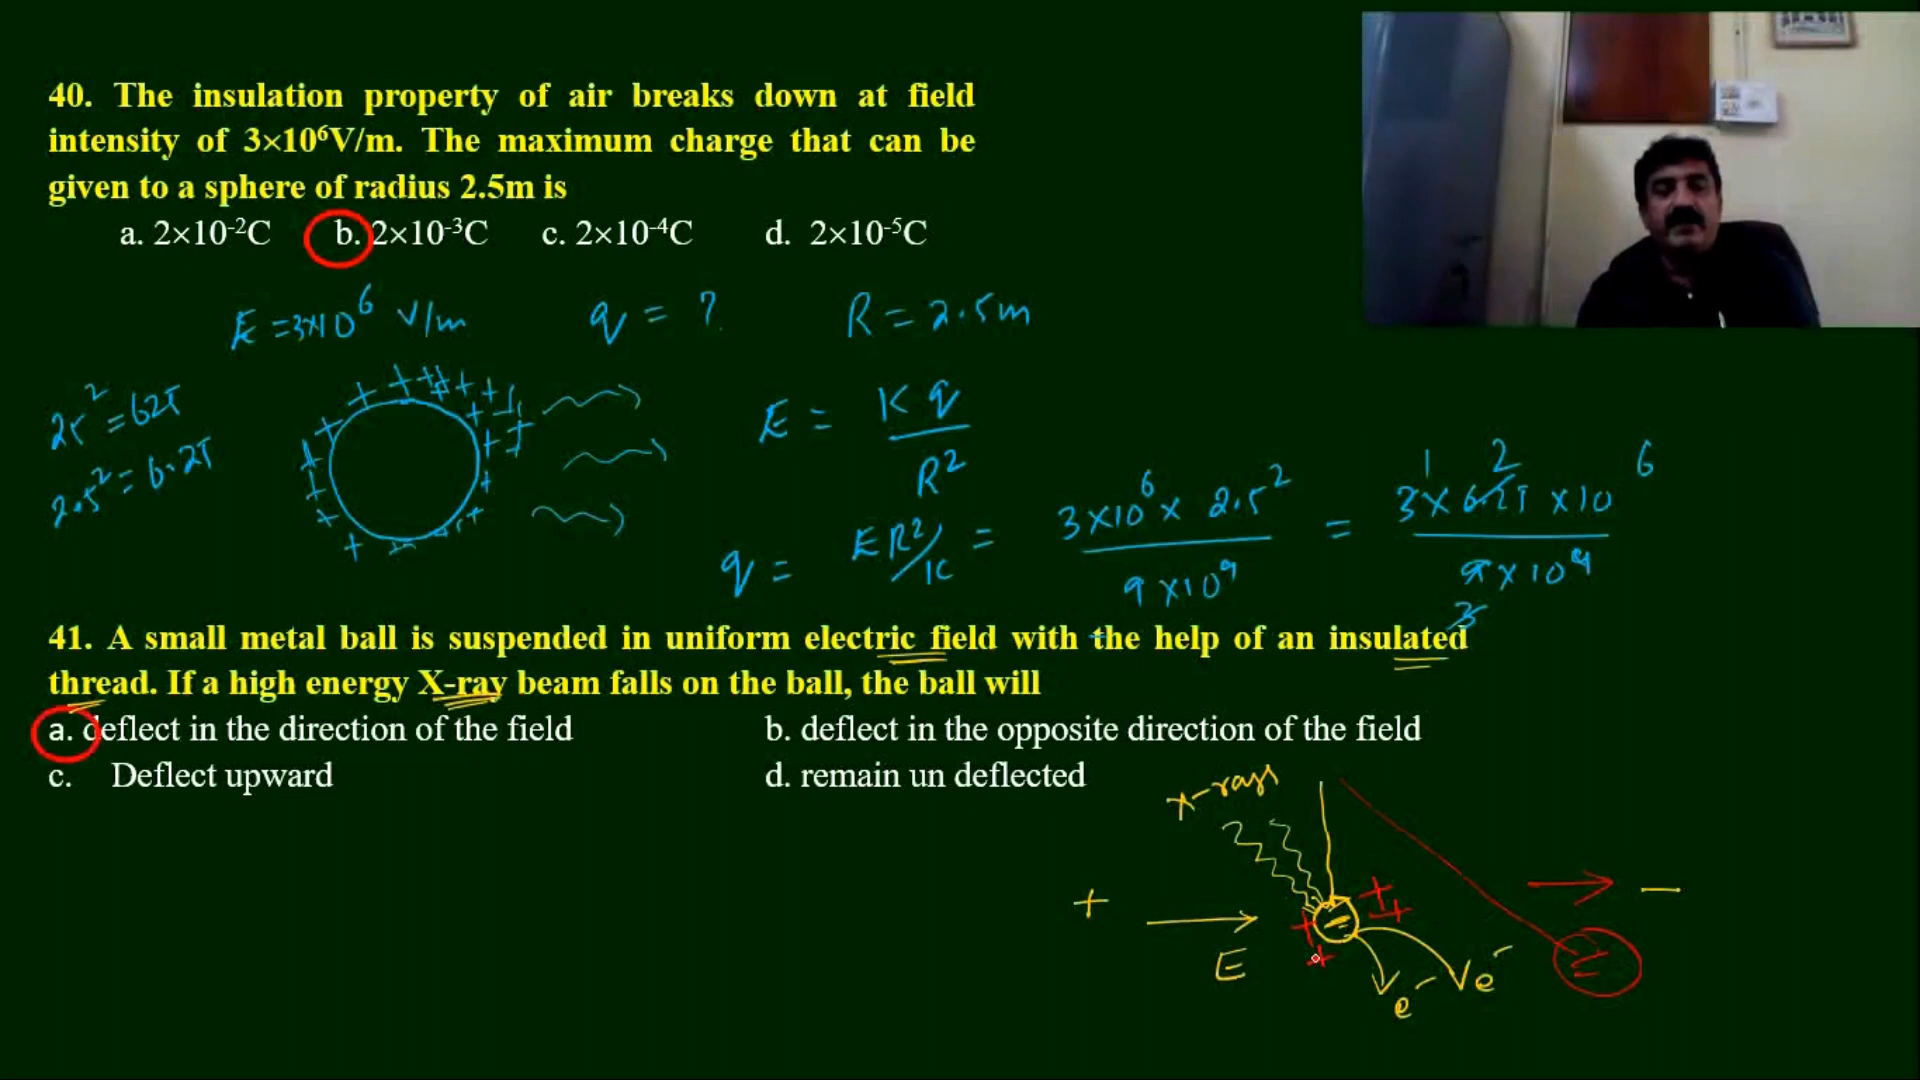 40. The insulation property of air breaks down at field
intensity of 3×10⁶V/m. The maximum charge that can be
given to a sphere of radius 2.5m is
a. 2×10⁻²C b. 2×10⁻³C c. 2×10⁻⁴C d. 2×10⁻⁵C
E = 3×10⁶ V/m q = ? R = 2.5m
25² = 625
2.5² = 6.25
+ + + + + + + + + + + + + + + + +
E = Kq / R²
q = ER²/K = 3×10⁶ × 2.5² / 9×10⁹ = 3 × 6.25 × 10⁶ / 9×10⁹
1 2
3
41. A small metal ball is suspended in uniform electric field with the help of an insulated
thread. If a high energy X-ray beam falls on the ball, the ball will
a. deflect in the direction of the field b. deflect in the opposite direction of the field
c. Deflect upward d. remain un deflected
x-rays
+ → + + → −
E + + e⁻ e⁻